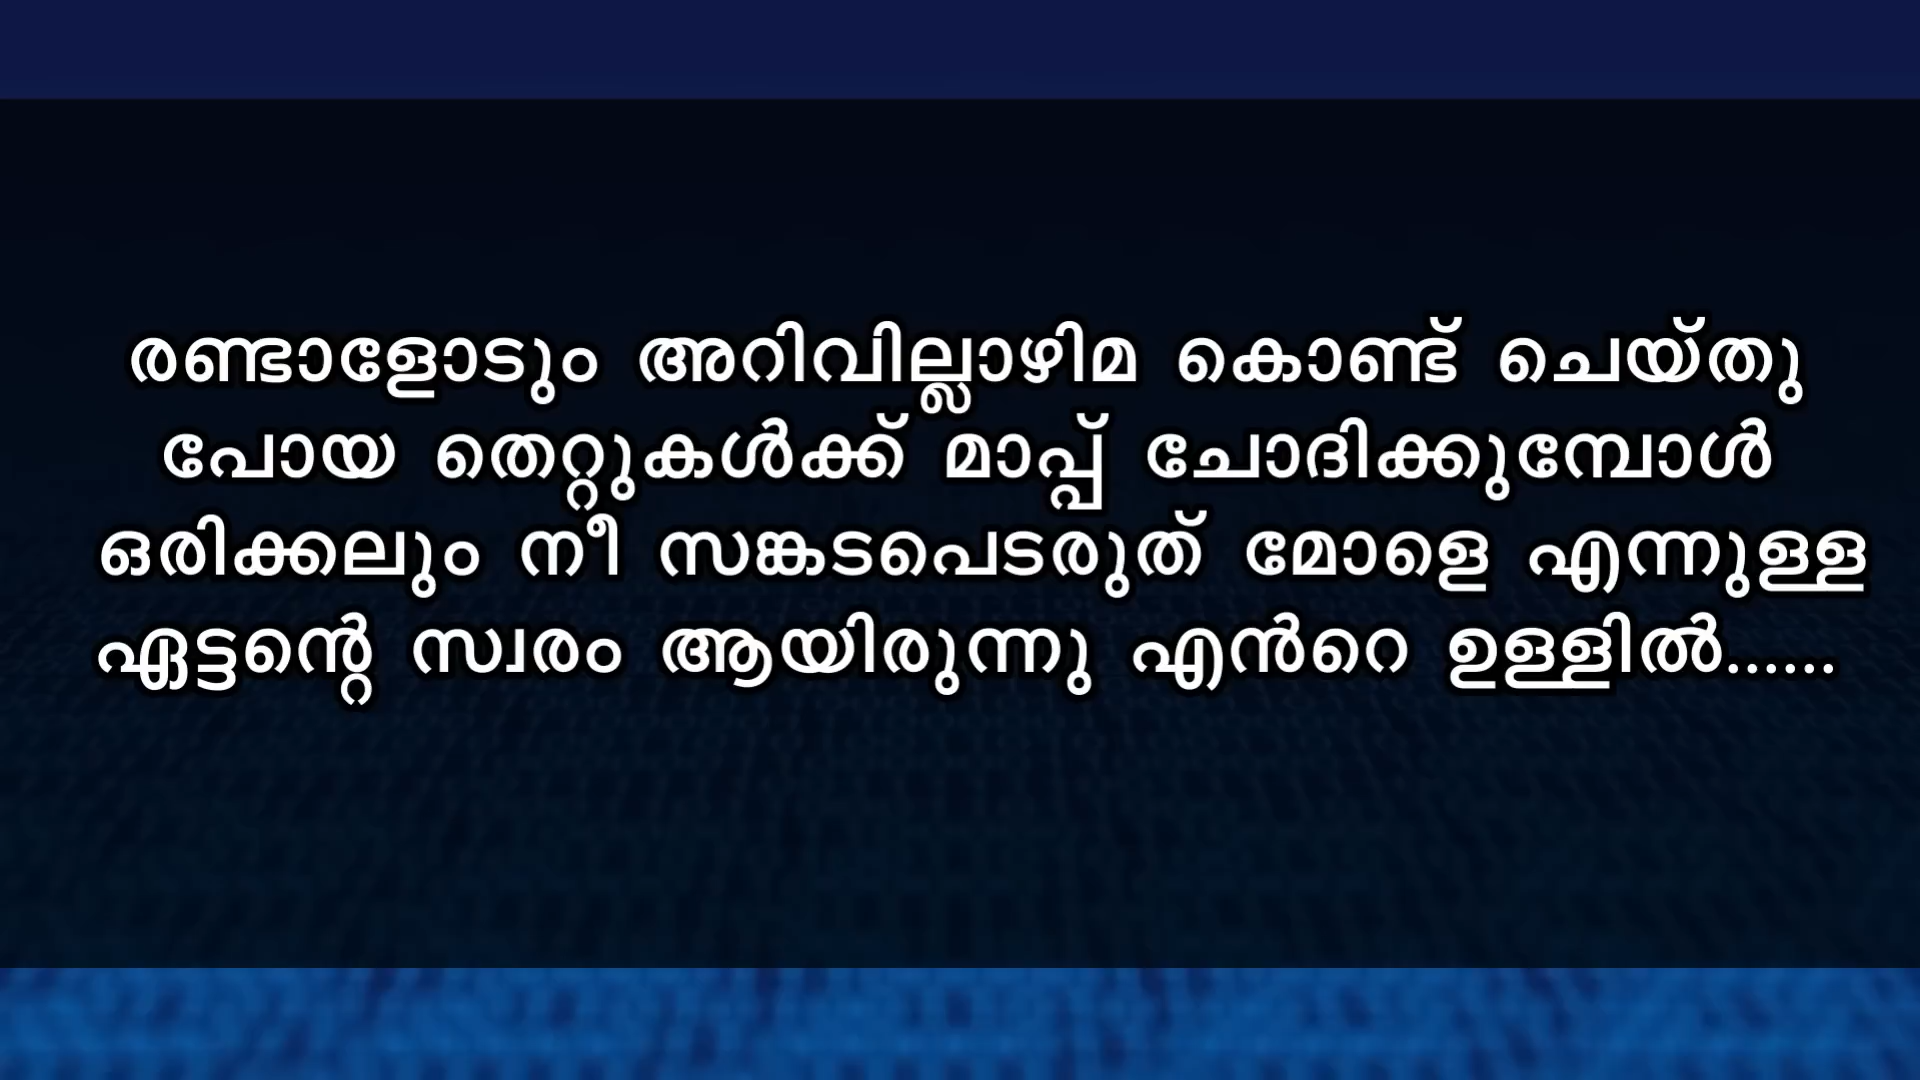 രണ്ടാളോടും അറിവില്ലാഴിമ കൊണ്ട് ചെയ്തു
പോയ തെറ്റുകൾക്ക് മാപ്പ് ചോദിക്കുമ്പോൾ
ഒരിക്കലും നീ സങ്കടപെടരുത് മോളെ എന്നുള്ള
ഏട്ടന്റെ സ്വരം ആയിരുന്നു എൻറെ ഉള്ളിൽ......